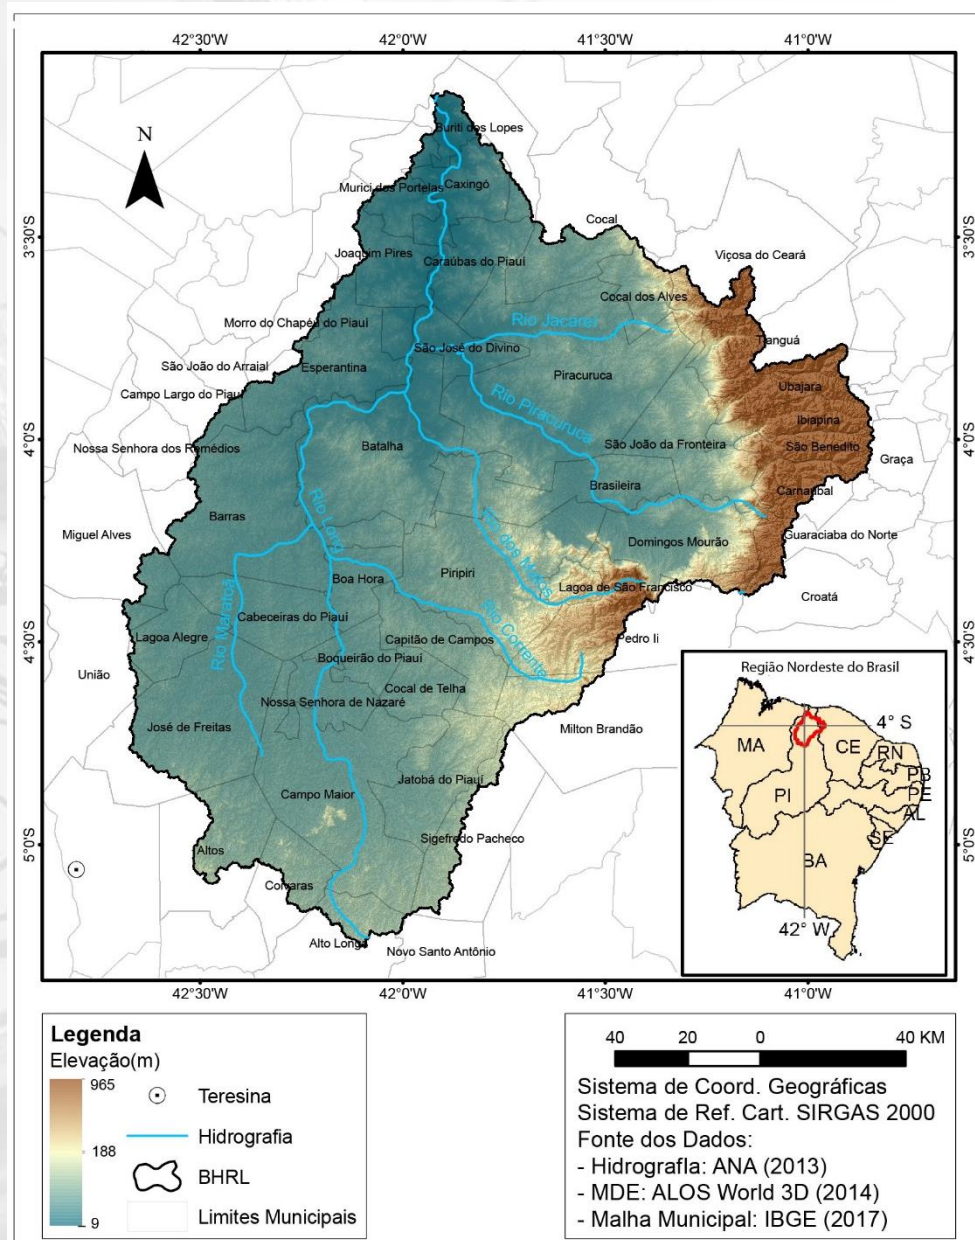 42°30'W 42°0'W 41°30'W 41°0'W
N
Buriti dos Lopes
Murici dos Portelas
Caxingó
Cocal
3°30'S 3°30'S
Joaquim Pires
Caraúbas do Piauí
Viçosa do Ceará
Cocal dos Alves
Morro do Chapéu do Piauí
Rio Jacareí
Tianguá
São José do Divino
São João do Arraial
Esperantina
Piracuruca
Ubajara
Campo Largo do Piauí
Rio Piracuruca
Ibiapina
4°0'S 4°0'S
Nossa Senhora dos Remédios
Batalha
São João da Fronteira
São Benedito
Graça
Brasileira
Carnaubal
Rio Longá
Barras
Miguel Alves
Rio dos Matos
Guaraciaba do Norte
Domingos Mourão
Boa Hora
Piripiri
Lagoa de São Francisco
Croatá
Rio Maratoã
Cabeceiras do Piauí
Rio Corrente
Lagoa Alegre
Capitão de Campos
Pedro Ii
4°30'S 4°30'S
União
Boqueirão do Piauí
Cocal de Telha
Nossa Senhora de Nazaré
José de Freitas
Milton Brandão
Jatobá do Piauí
Campo Maior
Sigefredo Pacheco
5°0'S 5°0'S
Altos
Coivaras
Alto Longá
Novo Santo Antônio
Região Nordeste do Brasil
4° S
MA
CE
RN
PB
PI
PE
AL
SE
BA
42° W
42°30'W 42°0'W 41°30'W 41°0'W
Legenda
Elevação(m)
965
188
9
Teresina
Hidrografia
BHRL
Limites Municipais
40 20 0 40 KM
Sistema de Coord. Geográficas
Sistema de Ref. Cart. SIRGAS 2000
Fonte dos Dados:
- Hidrografia: ANA (2013)
- MDE: ALOS World 3D (2014)
- Malha Municipal: IBGE (2017)